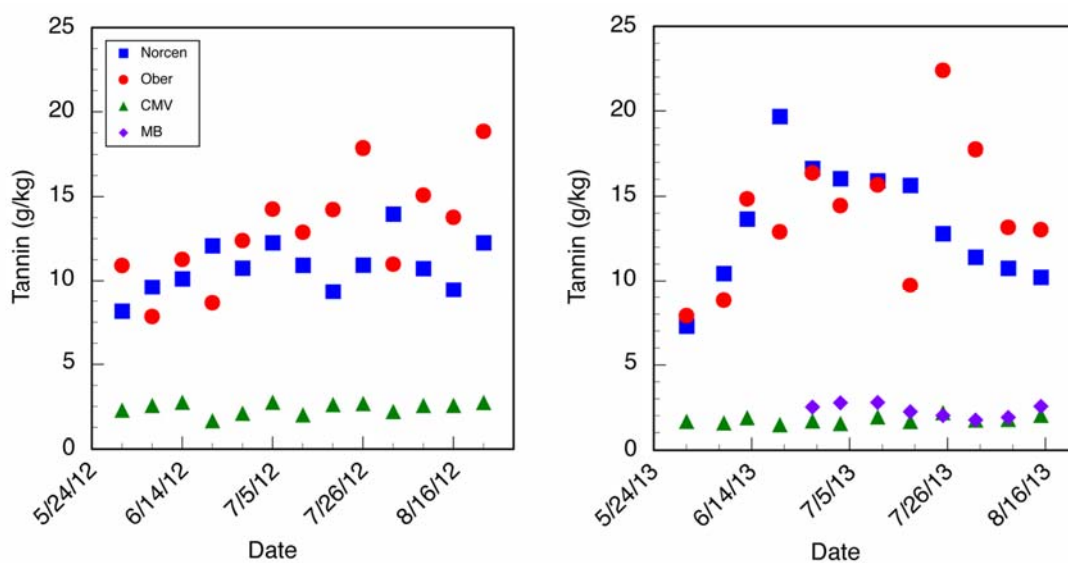 25
20
15
10
5
0
Tannin (g/kg)
Norcen
Ober
CMV
MB
5/24/12
6/14/12
7/5/12
7/26/12
8/16/12
Date
25
20
15
10
5
0
Tannin (g/kg)
5/24/13
6/14/13
7/5/13
7/26/13
8/16/13
Date